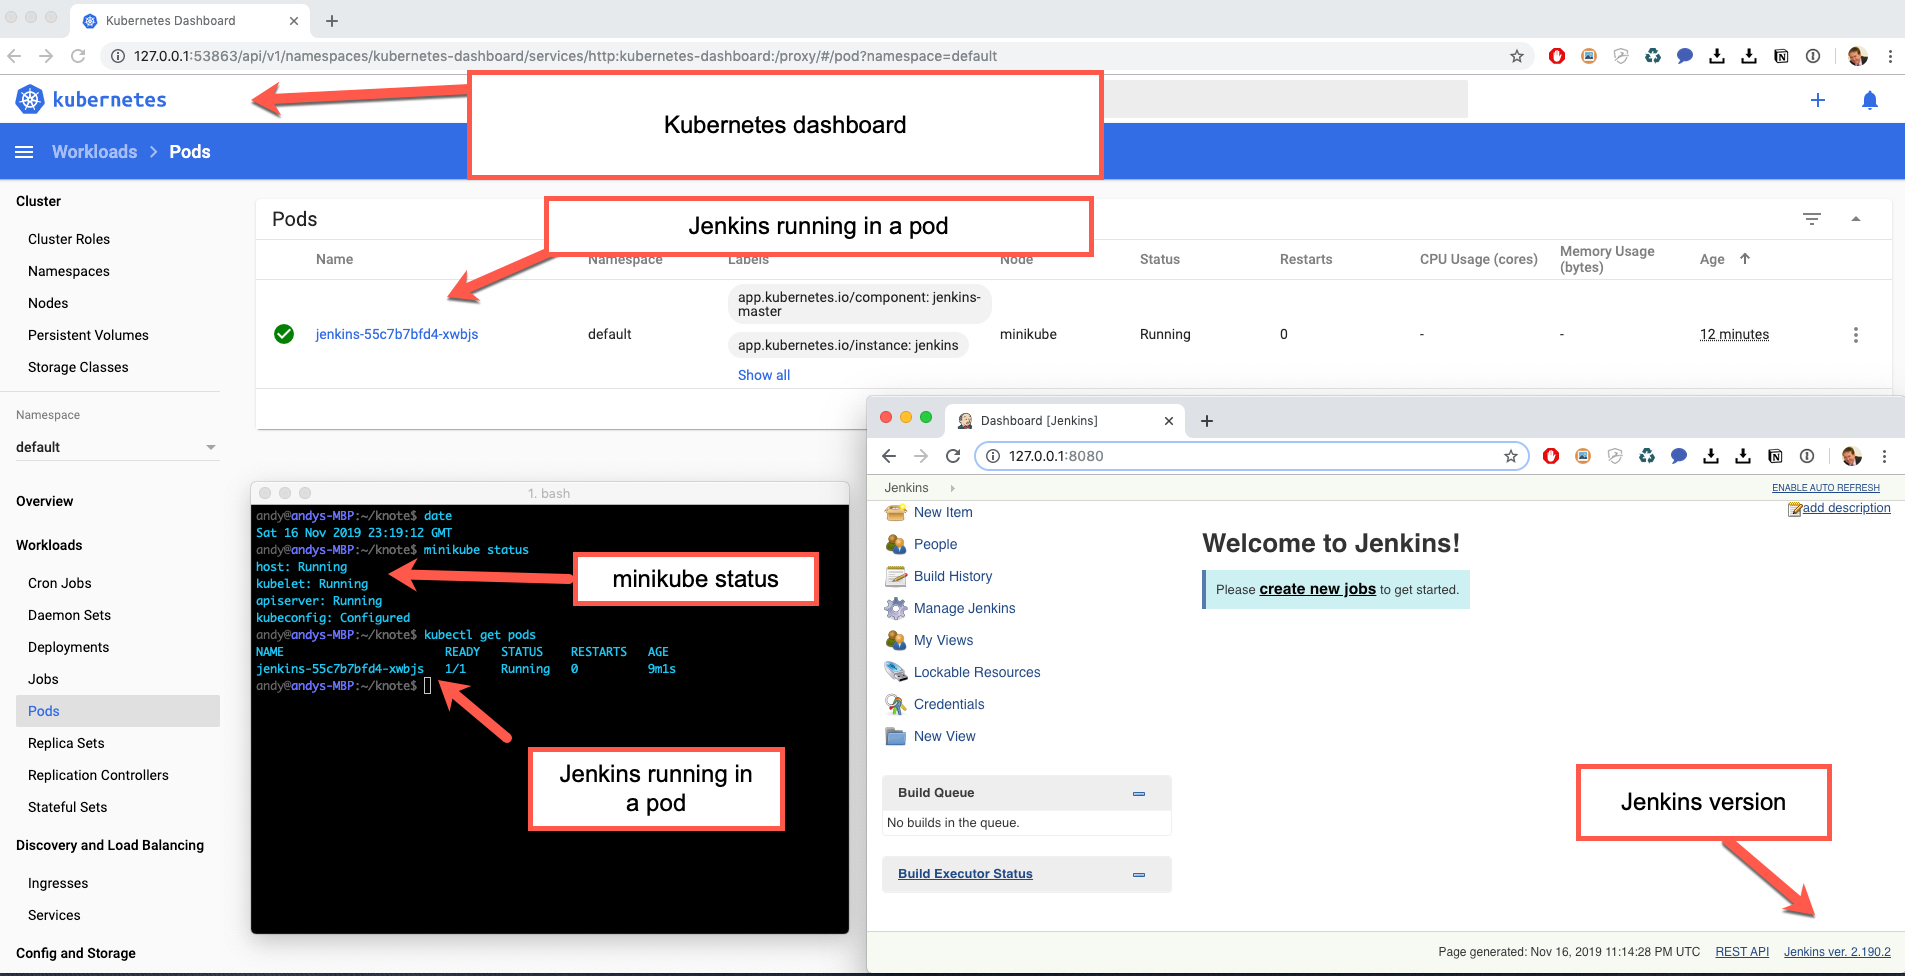 Kubernetes Dashboard
127.0.0.1:53863/api/v1/namespaces/kubernetes-dashboard/services/http:kubernetes-dashboard:/proxy/#/pod?namespace=default
kubernetes
Kubernetes dashboard
Workloads > Pods
Cluster
Cluster Roles
Namespaces
Nodes
Persistent Volumes
Storage Classes
Namespace
default
Overview
Workloads
Cron Jobs
Daemon Sets
Deployments
Jobs
Pods
Replica Sets
Replication Controllers
Stateful Sets
Discovery and Load Balancing
Ingresses
Services
Config and Storage
Pods
Jenkins running in a pod
Name Namespace Labels Node Status Restarts CPU Usage (cores) Memory Usage (bytes) Age
app.kubernetes.io/component: jenkins-
master
jenkins-55c7b7bfd4-xwbjs default app.kubernetes.io/instance: jenkins minikube Running 0 - - 12 minutes
Show all
1. bash
andy@andys-MBP:~/knote$ date
Sat 16 Nov 2019 23:19:12 GMT
andy@andys-MBP:~/knote$ minikube status
host: Running
kubelet: Running
apiserver: Running
kubeconfig: Configured
andy@andys-MBP:~/knote$ kubectl get pods
NAME READY STATUS RESTARTS AGE
jenkins-55c7b7bfd4-xwbjs 1/1 Running 0 9m1s
andy@andys-MBP:~/knote$
minikube status
Jenkins running in
a pod
Dashboard [Jenkins]
127.0.0.1:8080
Jenkins
ENABLE AUTO REFRESH
add description
New Item
People
Build History
Manage Jenkins
My Views
Lockable Resources
Credentials
New View
Build Queue
No builds in the queue.
Build Executor Status
Welcome to Jenkins!
Please create new jobs to get started.
Jenkins version
Page generated: Nov 16, 2019 11:14:28 PM UTC REST API Jenkins ver. 2.190.2